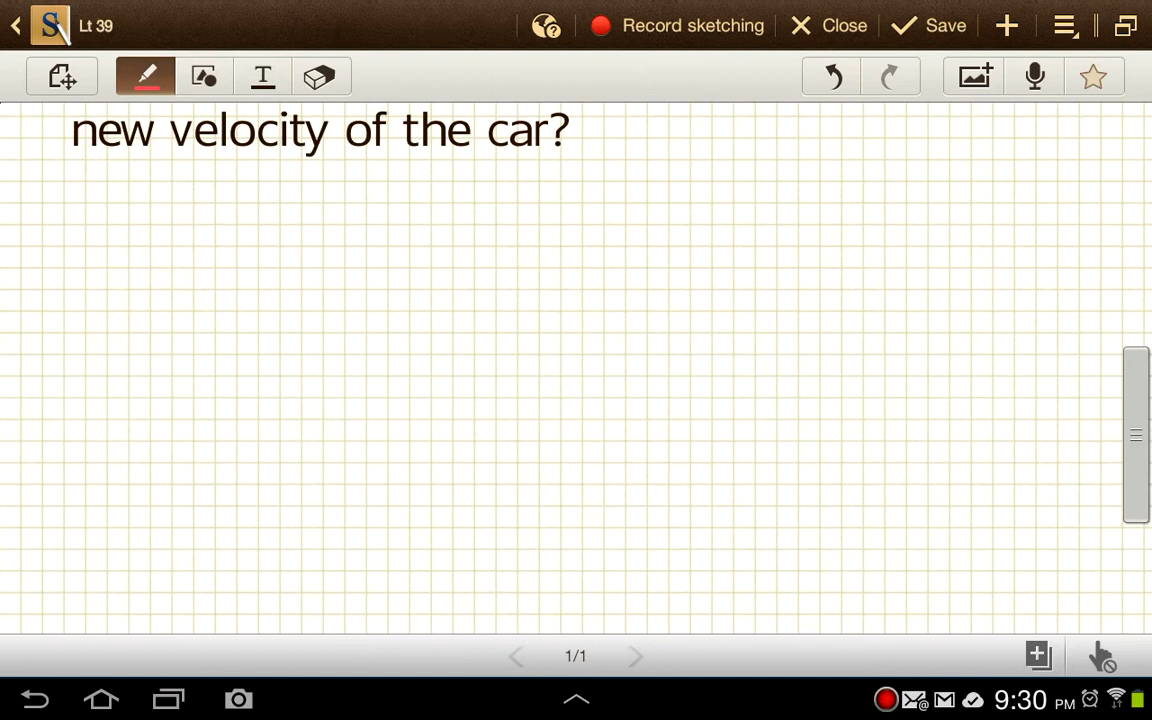 S Lt 39 Record sketching Close Save
T
new velocity of the car?
1/1
9:30 PM